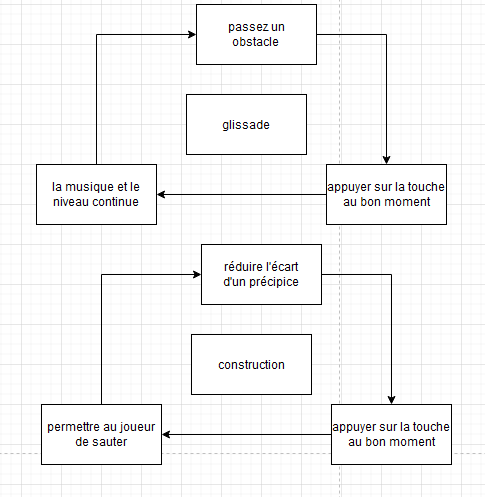 passez un
obstacle
glissade
la musique et le
niveau continue
appuyer sur la touche
au bon moment
réduire l'écart
d'un précipice
construction
permettre au joueur
de sauter
appuyer sur la touche
au bon moment